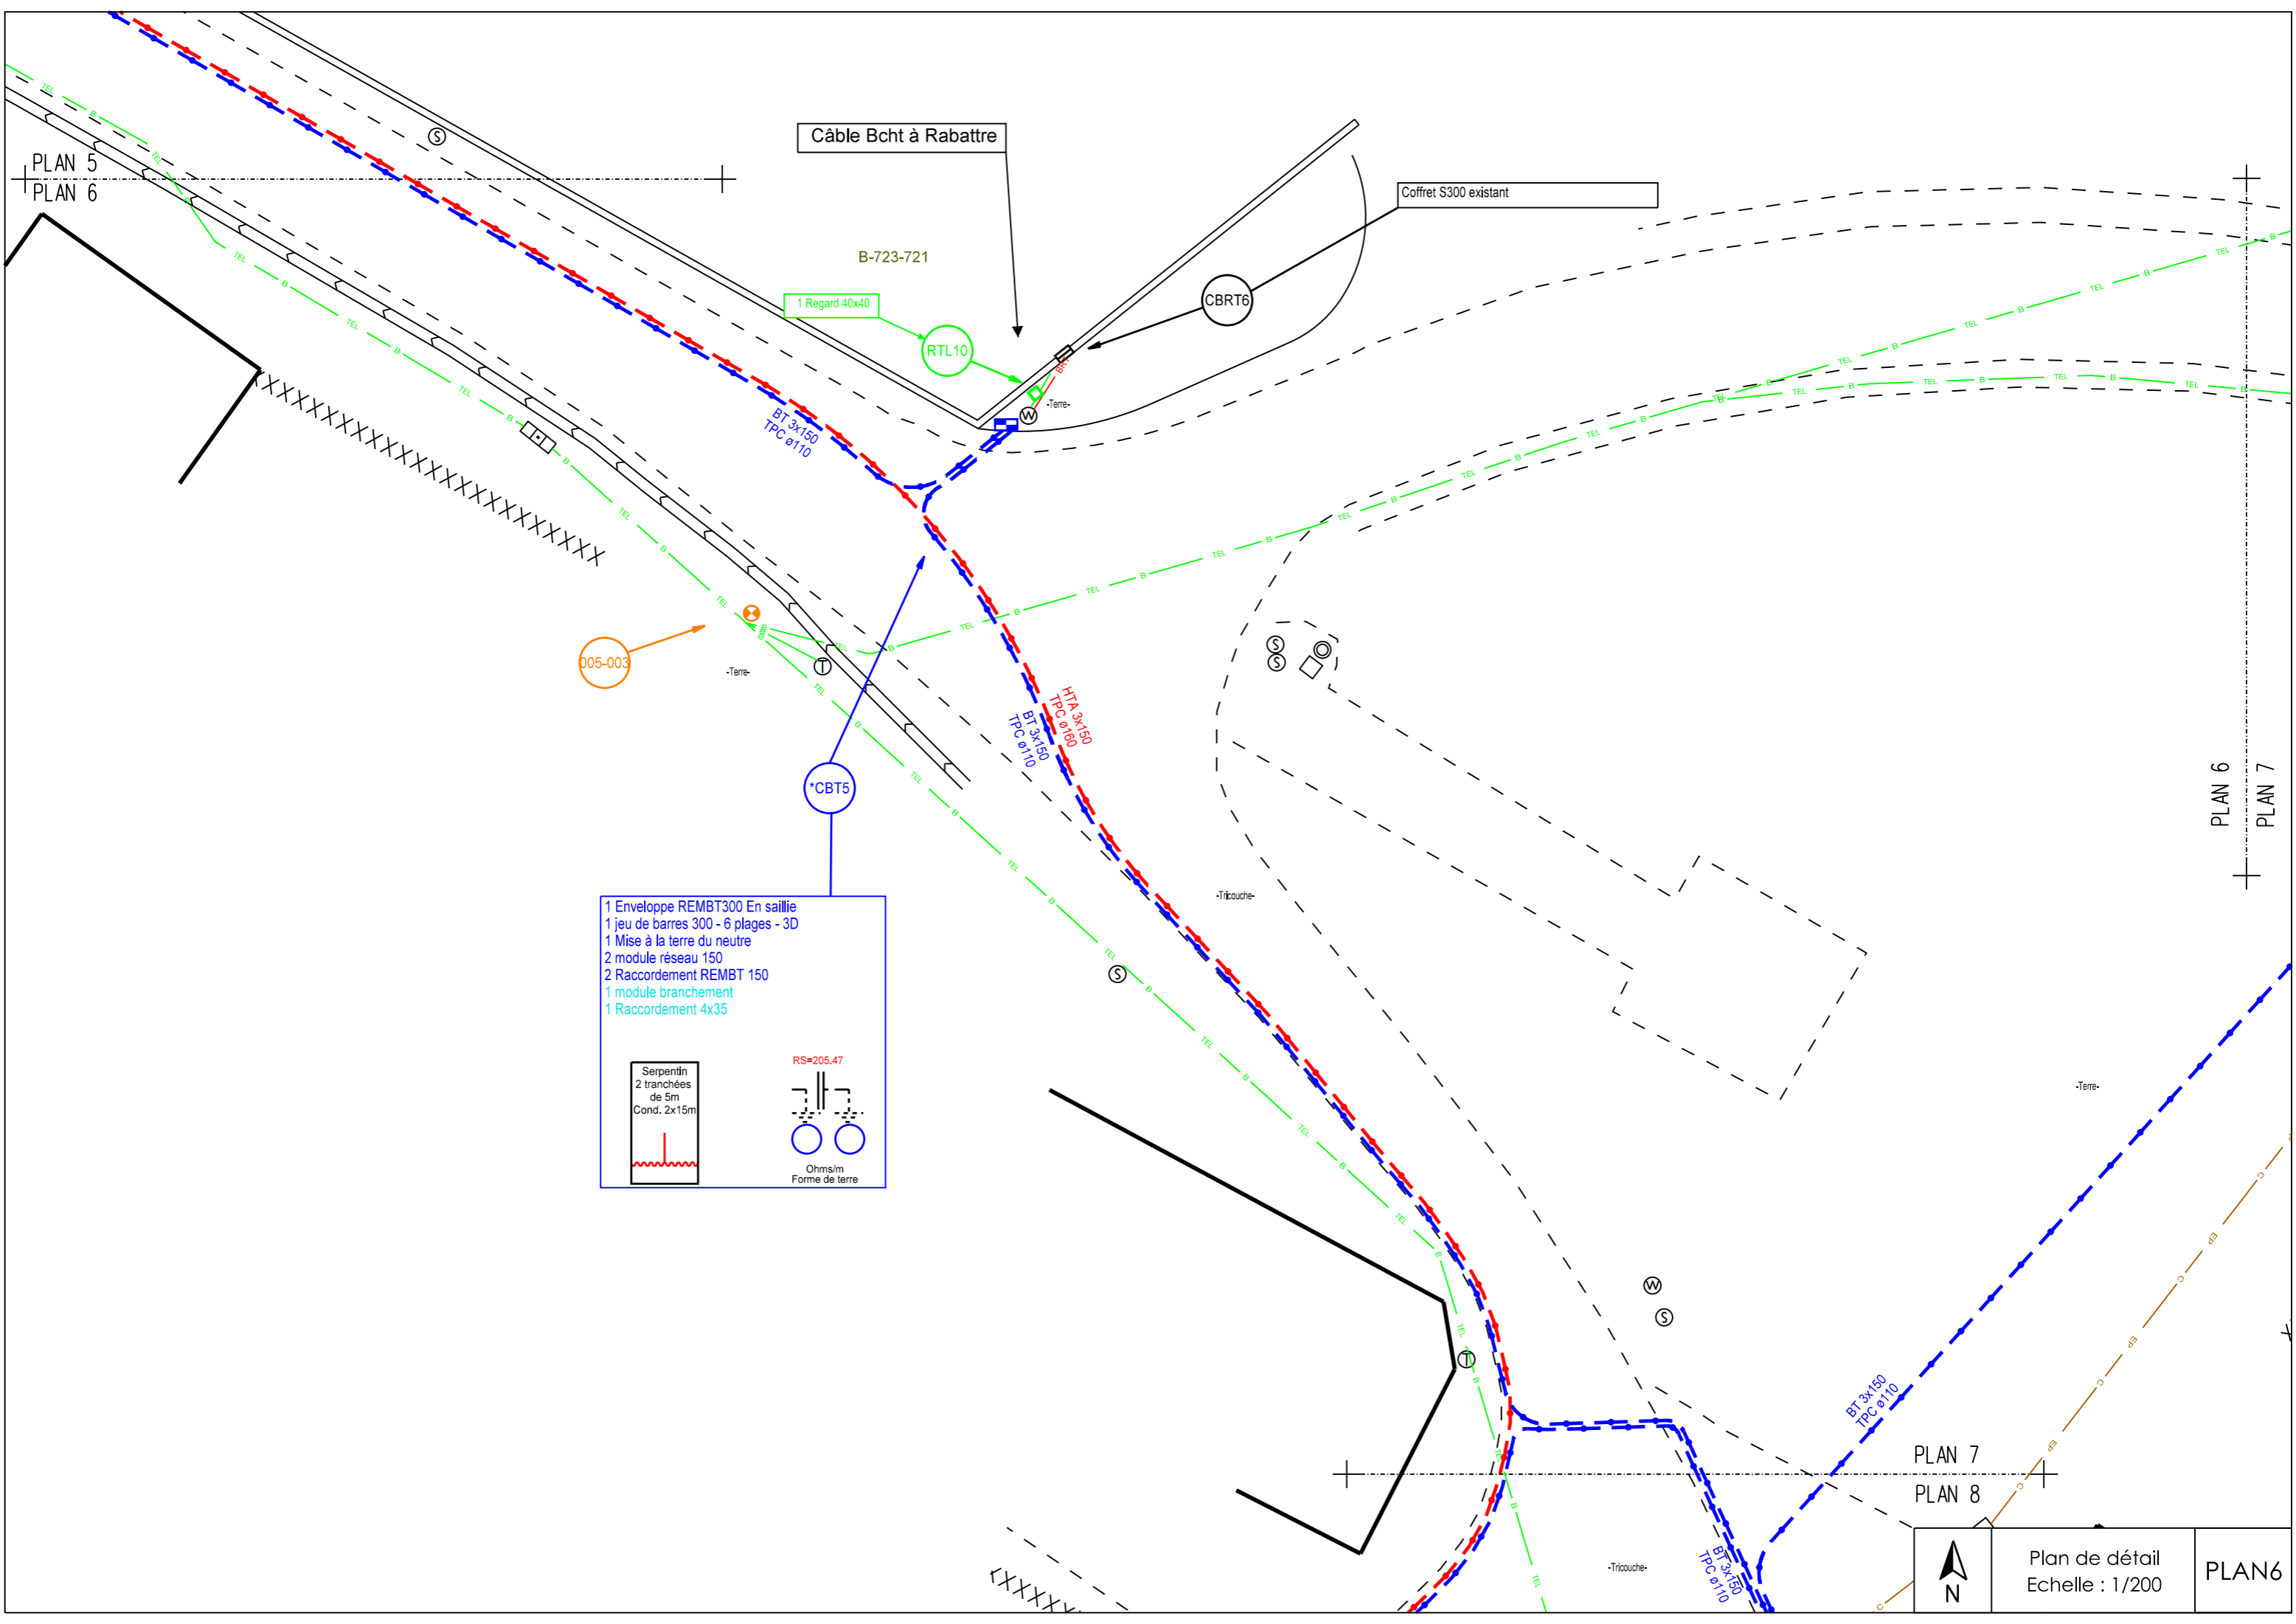 PLAN 5
PLAN 6
Câble Bcht à Rabattre
Coffret S300 existant
B-723-721
1 Regard 40x40
CBRT6
RTL10
BRT
-Terre-
BT 3x150
TPC ø110
005-003
-Terre-
HTA 3x150
TPC ø160
BT 3x150
TPC ø110
*CBT5
PLAN 6
PLAN 7
1 Enveloppe REMBT300 En saillie
1 jeu de barres 300 - 6 plages - 3D
1 Mise à la terre du neutre
2 module réseau 150
2 Raccordement REMBT 150
1 module branchement
1 Raccordement 4x35
Serpentin
2 tranchées
de 5m
Cond. 2x15m
RS=205.47
Ohms/m
Forme de terre
-Tricouche-
-Terre-
BT 3x150
TPC ø110
PLAN 7
PLAN 8
BT 3x150
TPC ø110
-Tricouche-
N
Plan de détail
Echelle : 1/200
PLAN6